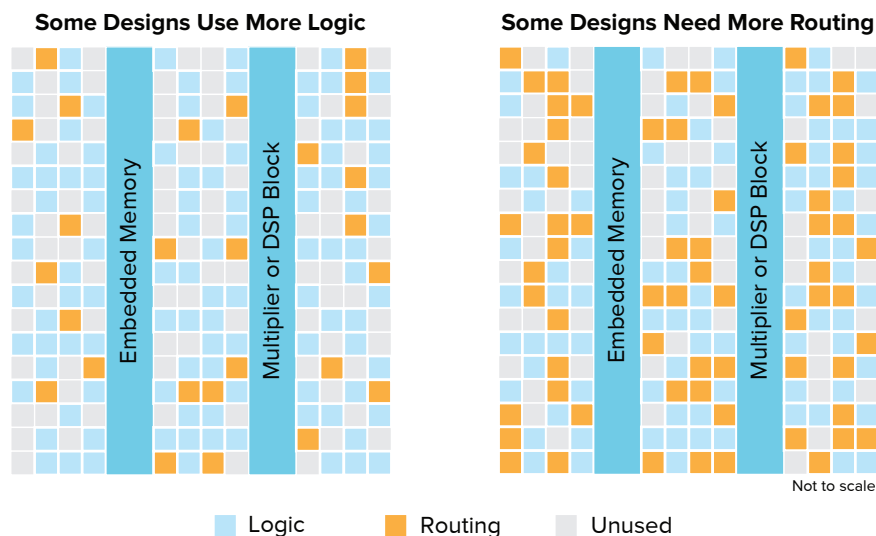 Some Designs Use More Logic
Some Designs Need More Routing
Embedded Memory
Multiplier or DSP Block
Embedded Memory
Multiplier or DSP Block
Not to scale
Logic
Routing
Unused